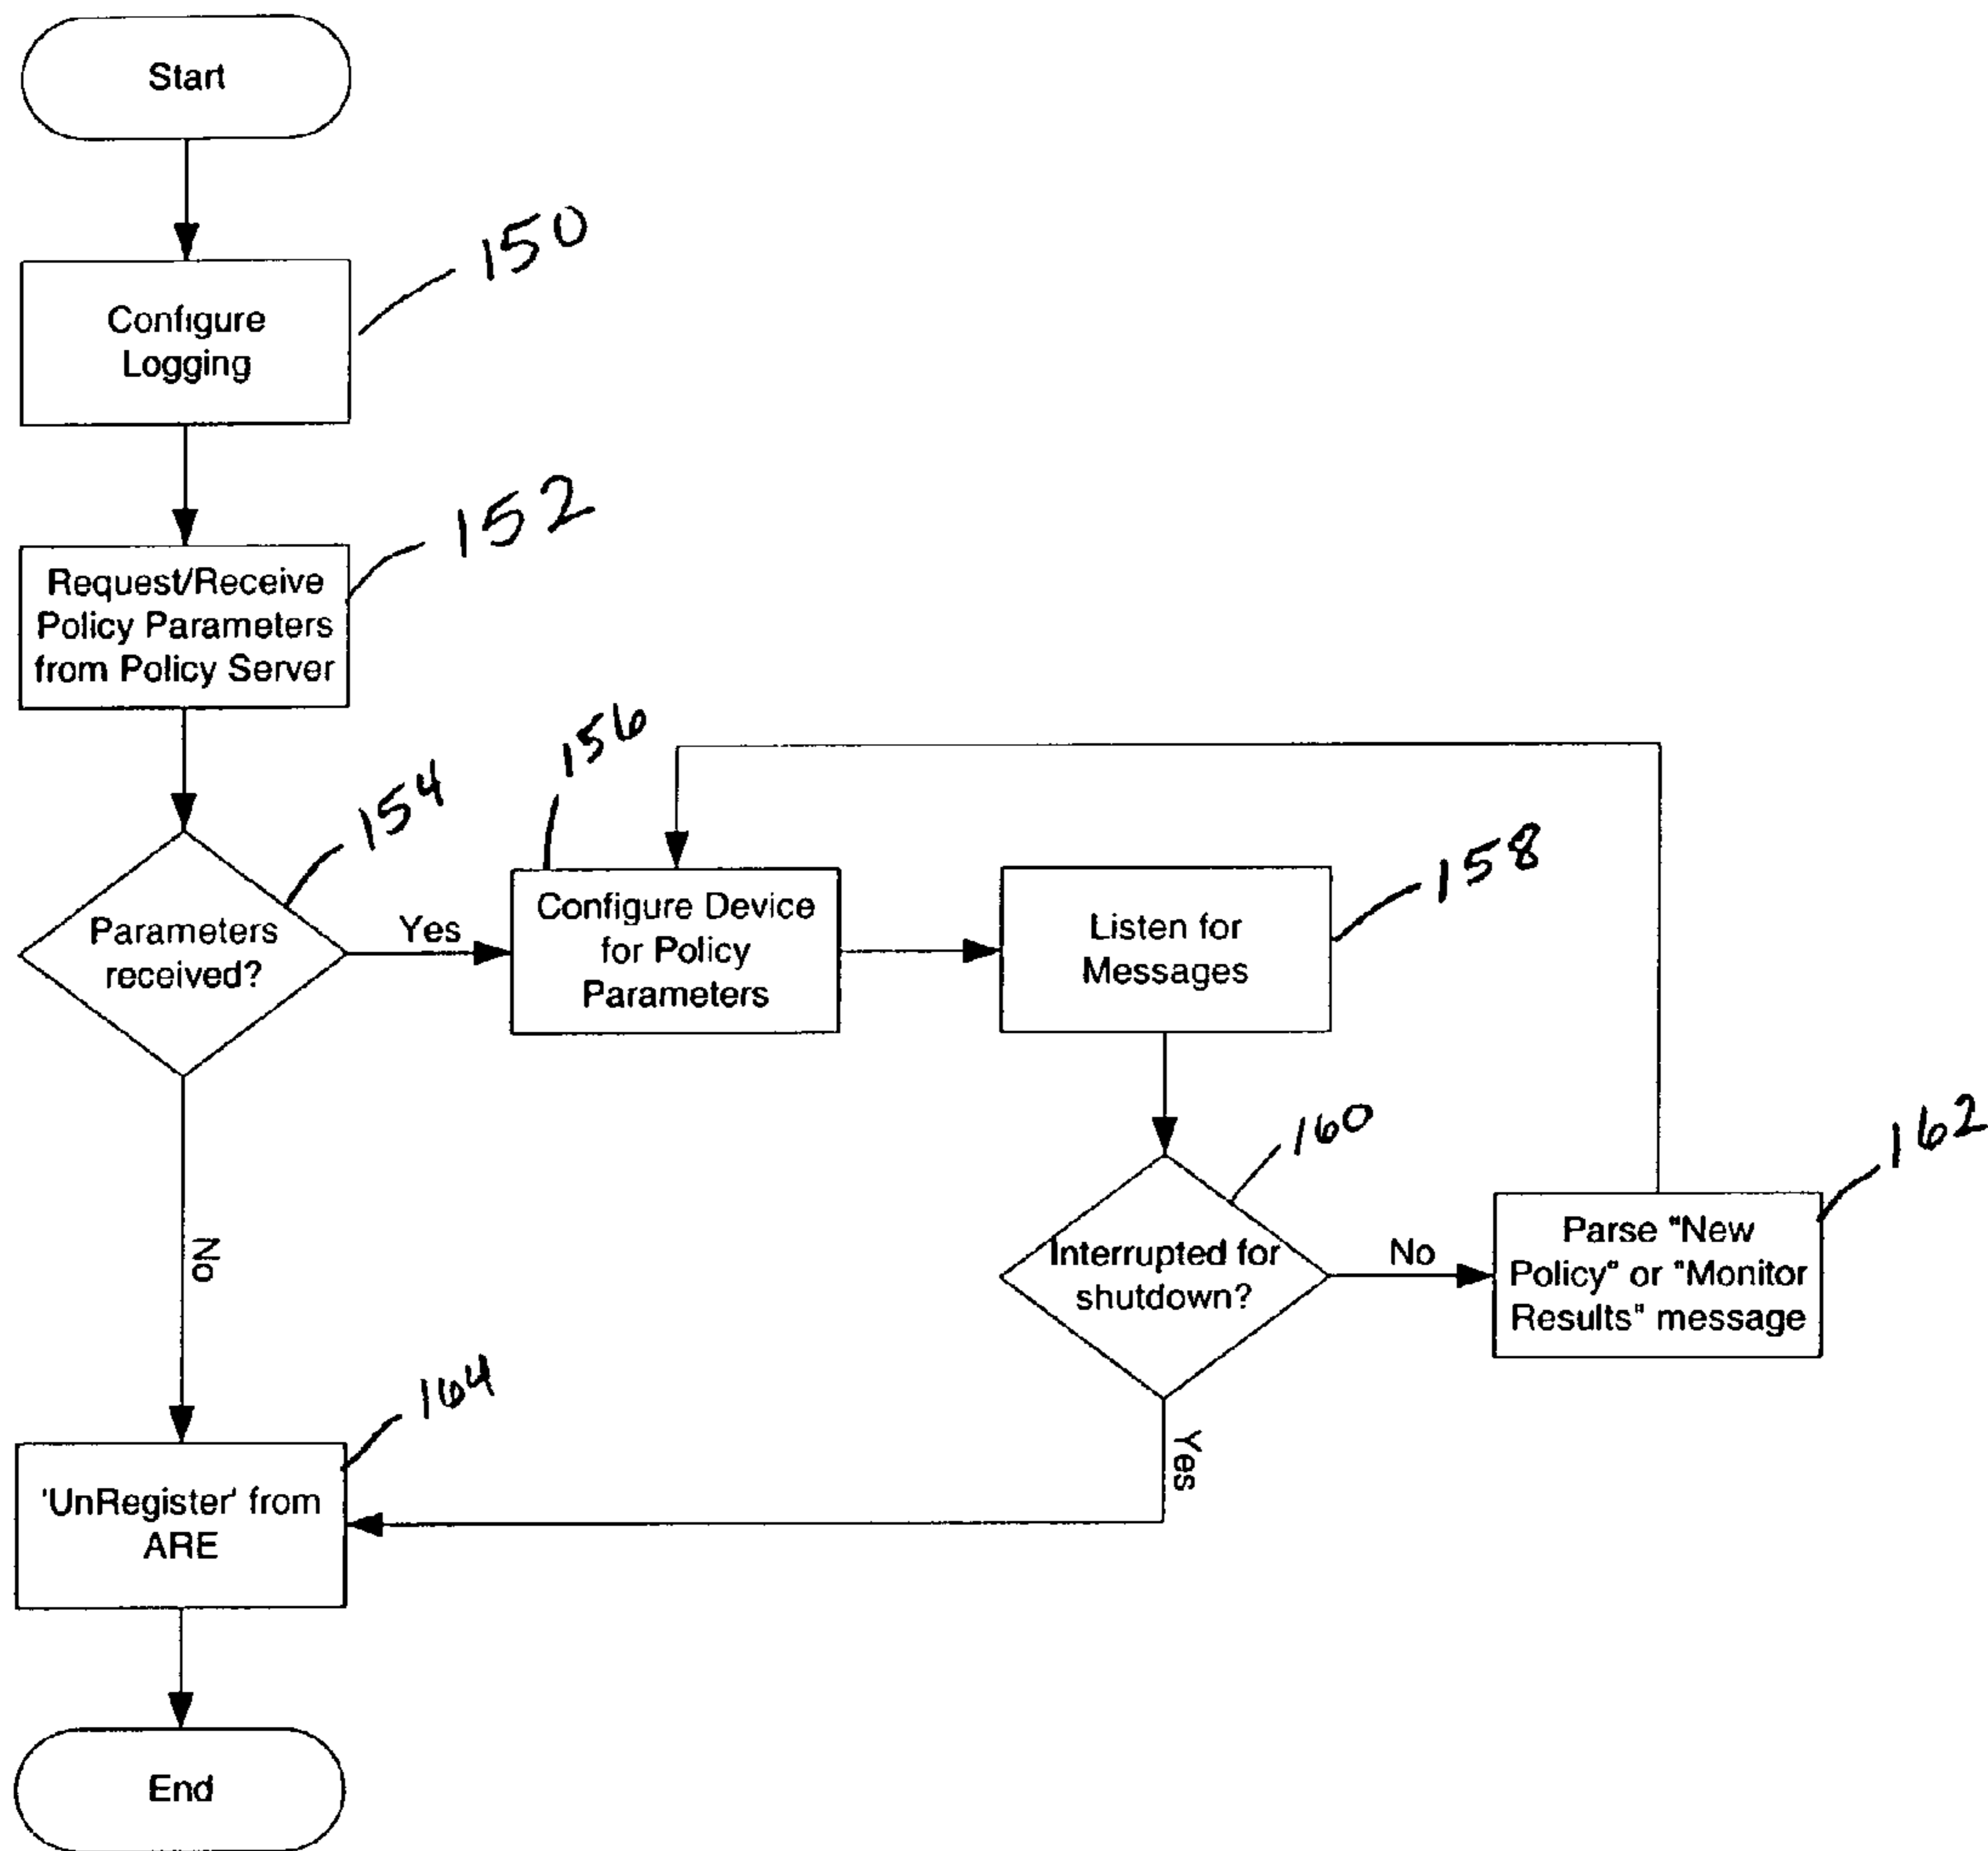 Start
150
Configure
Logging
152
Request/Receive
Policy Parameters
from Policy Server
154
Parameters
received?
Yes
No
156
Configure Device
for Policy
Parameters
158
Listen for
Messages
160
Interrupted for
shutdown?
No
Yes
162
Parse "New
Policy" or "Monitor
Results" message
164
'UnRegister' from
ARE
End